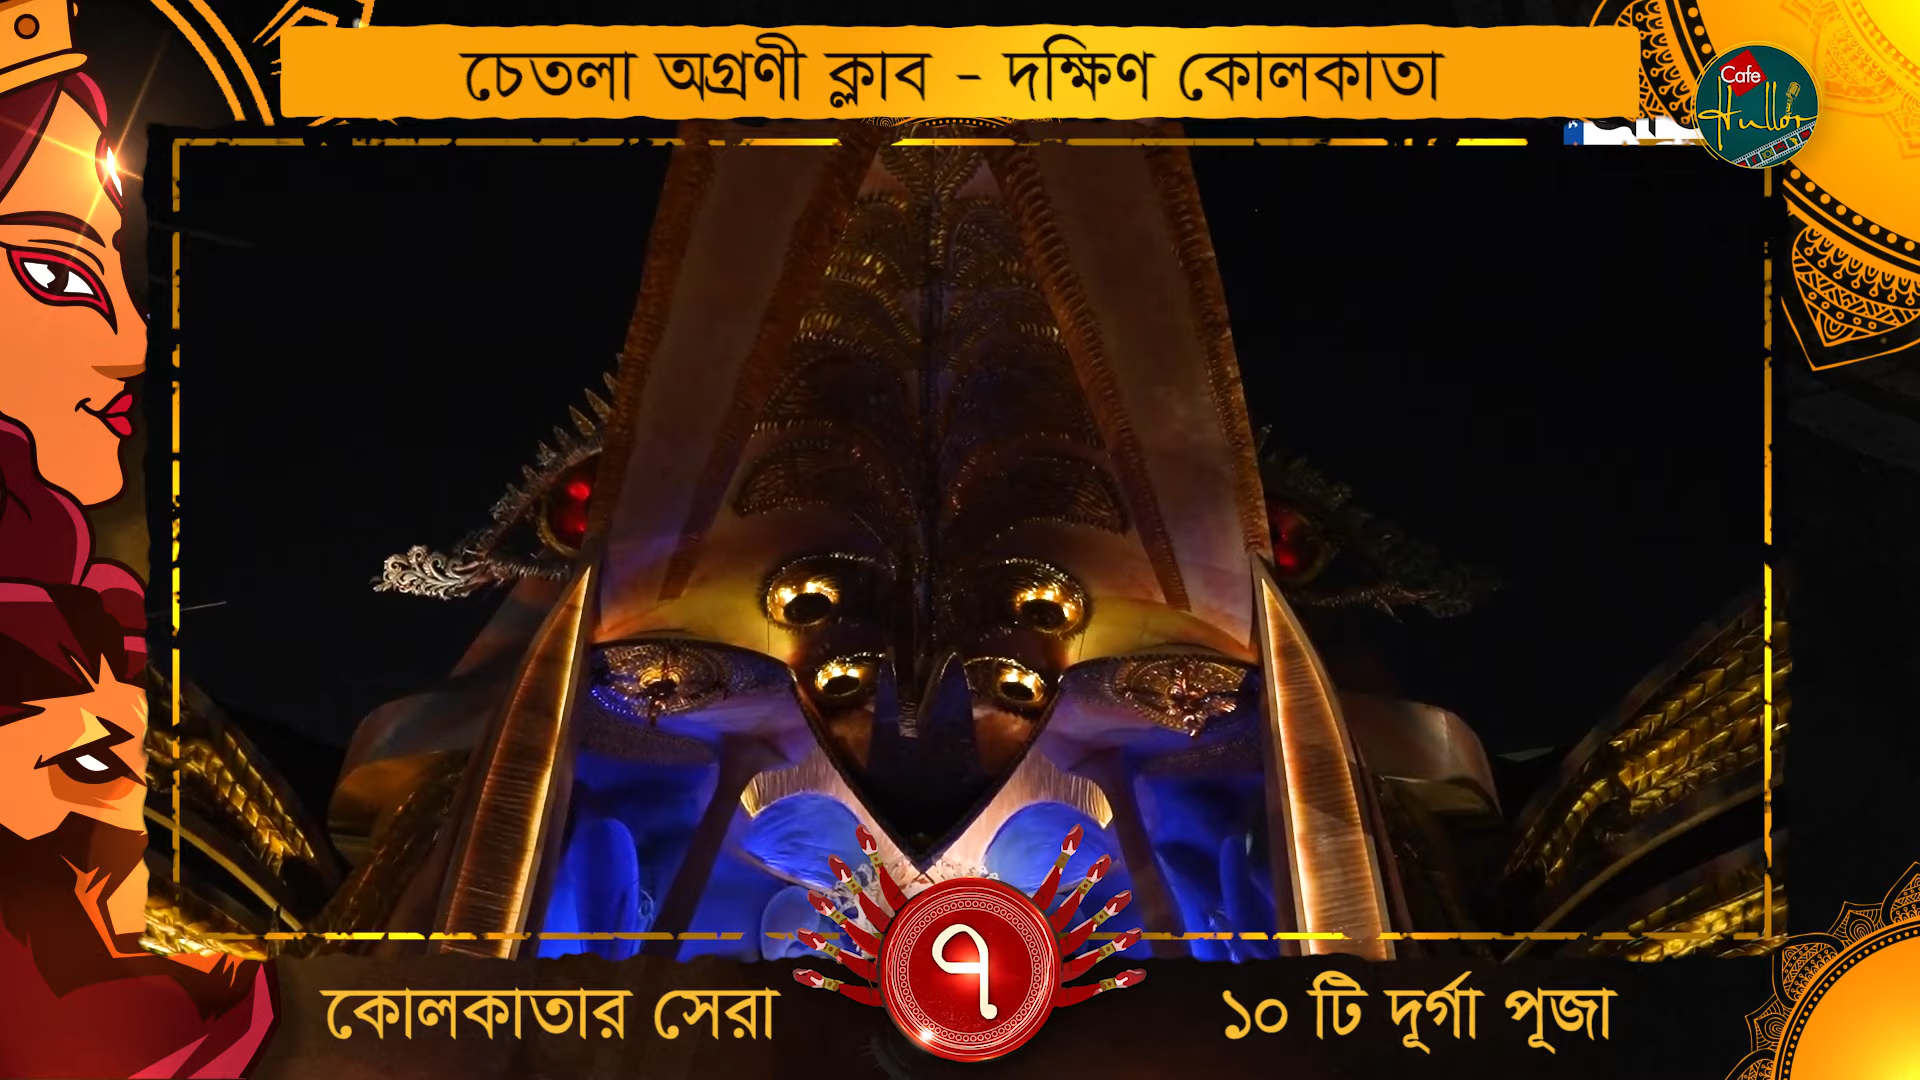 চেতলা অগ্রণী ক্লাব - দক্ষিণ কোলকাতা
Cafe
Hullor
৭
কোলকাতার সেরা
১০ টি দূর্গা পূজা